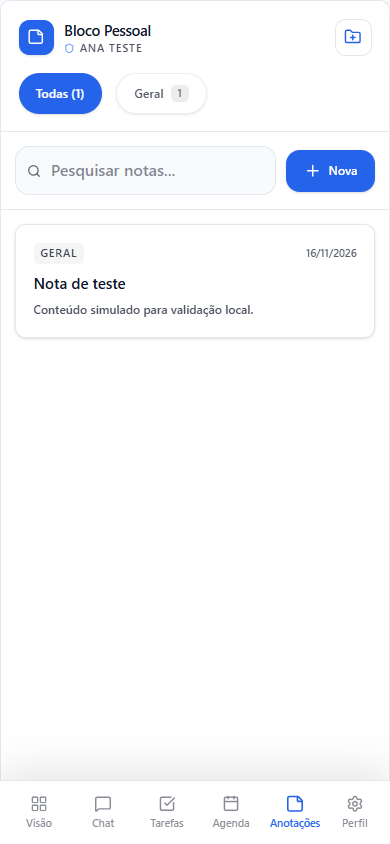 Bloco Pessoal
ANA TESTE
Todas (1)
Geral 1
Pesquisar notas...
Nova
GERAL
16/11/2026
Nota de teste
Conteúdo simulado para validação local.
Visão
Chat
Tarefas
Agenda
Anotações
Perfil